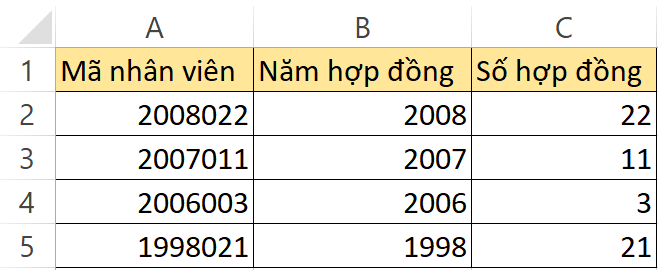 A B C
1 Mã nhân viên Năm hợp đồng Số hợp đồng
2 2008022 2008 22
3 2007011 2007 11
4 2006003 2006 3
5 1998021 1998 21